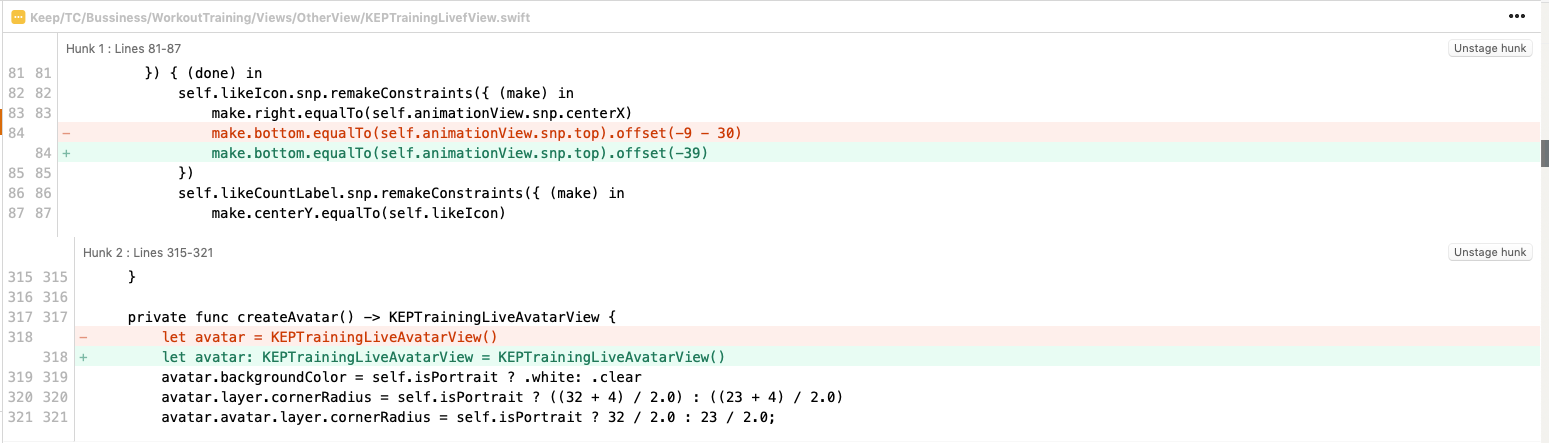 Keep/TC/Bussiness/WorkoutTraining/Views/OtherView/KEPTrainingLivefView.swift
Hunk 1 : Lines 81-87
Unstage hunk
81 81 }) { (done) in
82 82 self.likeIcon.snp.remakeConstraints({ (make) in
83 83 make.right.equalTo(self.animationView.snp.centerX)
84 - make.bottom.equalTo(self.animationView.snp.top).offset(-9 - 30)
84 + make.bottom.equalTo(self.animationView.snp.top).offset(-39)
85 85 })
86 86 self.likeCountLabel.snp.remakeConstraints({ (make) in
87 87 make.centerY.equalTo(self.likeIcon)
Hunk 2 : Lines 315-321
Unstage hunk
315 315 }
316 316
317 317 private func createAvatar() -> KEPTrainingLiveAvatarView {
318 - let avatar = KEPTrainingLiveAvatarView()
318 + let avatar: KEPTrainingLiveAvatarView = KEPTrainingLiveAvatarView()
319 319 avatar.backgroundColor = self.isPortrait ? .white: .clear
320 320 avatar.layer.cornerRadius = self.isPortrait ? ((32 + 4) / 2.0) : ((23 + 4) / 2.0)
321 321 avatar.avatar.layer.cornerRadius = self.isPortrait ? 32 / 2.0 : 23 / 2.0;